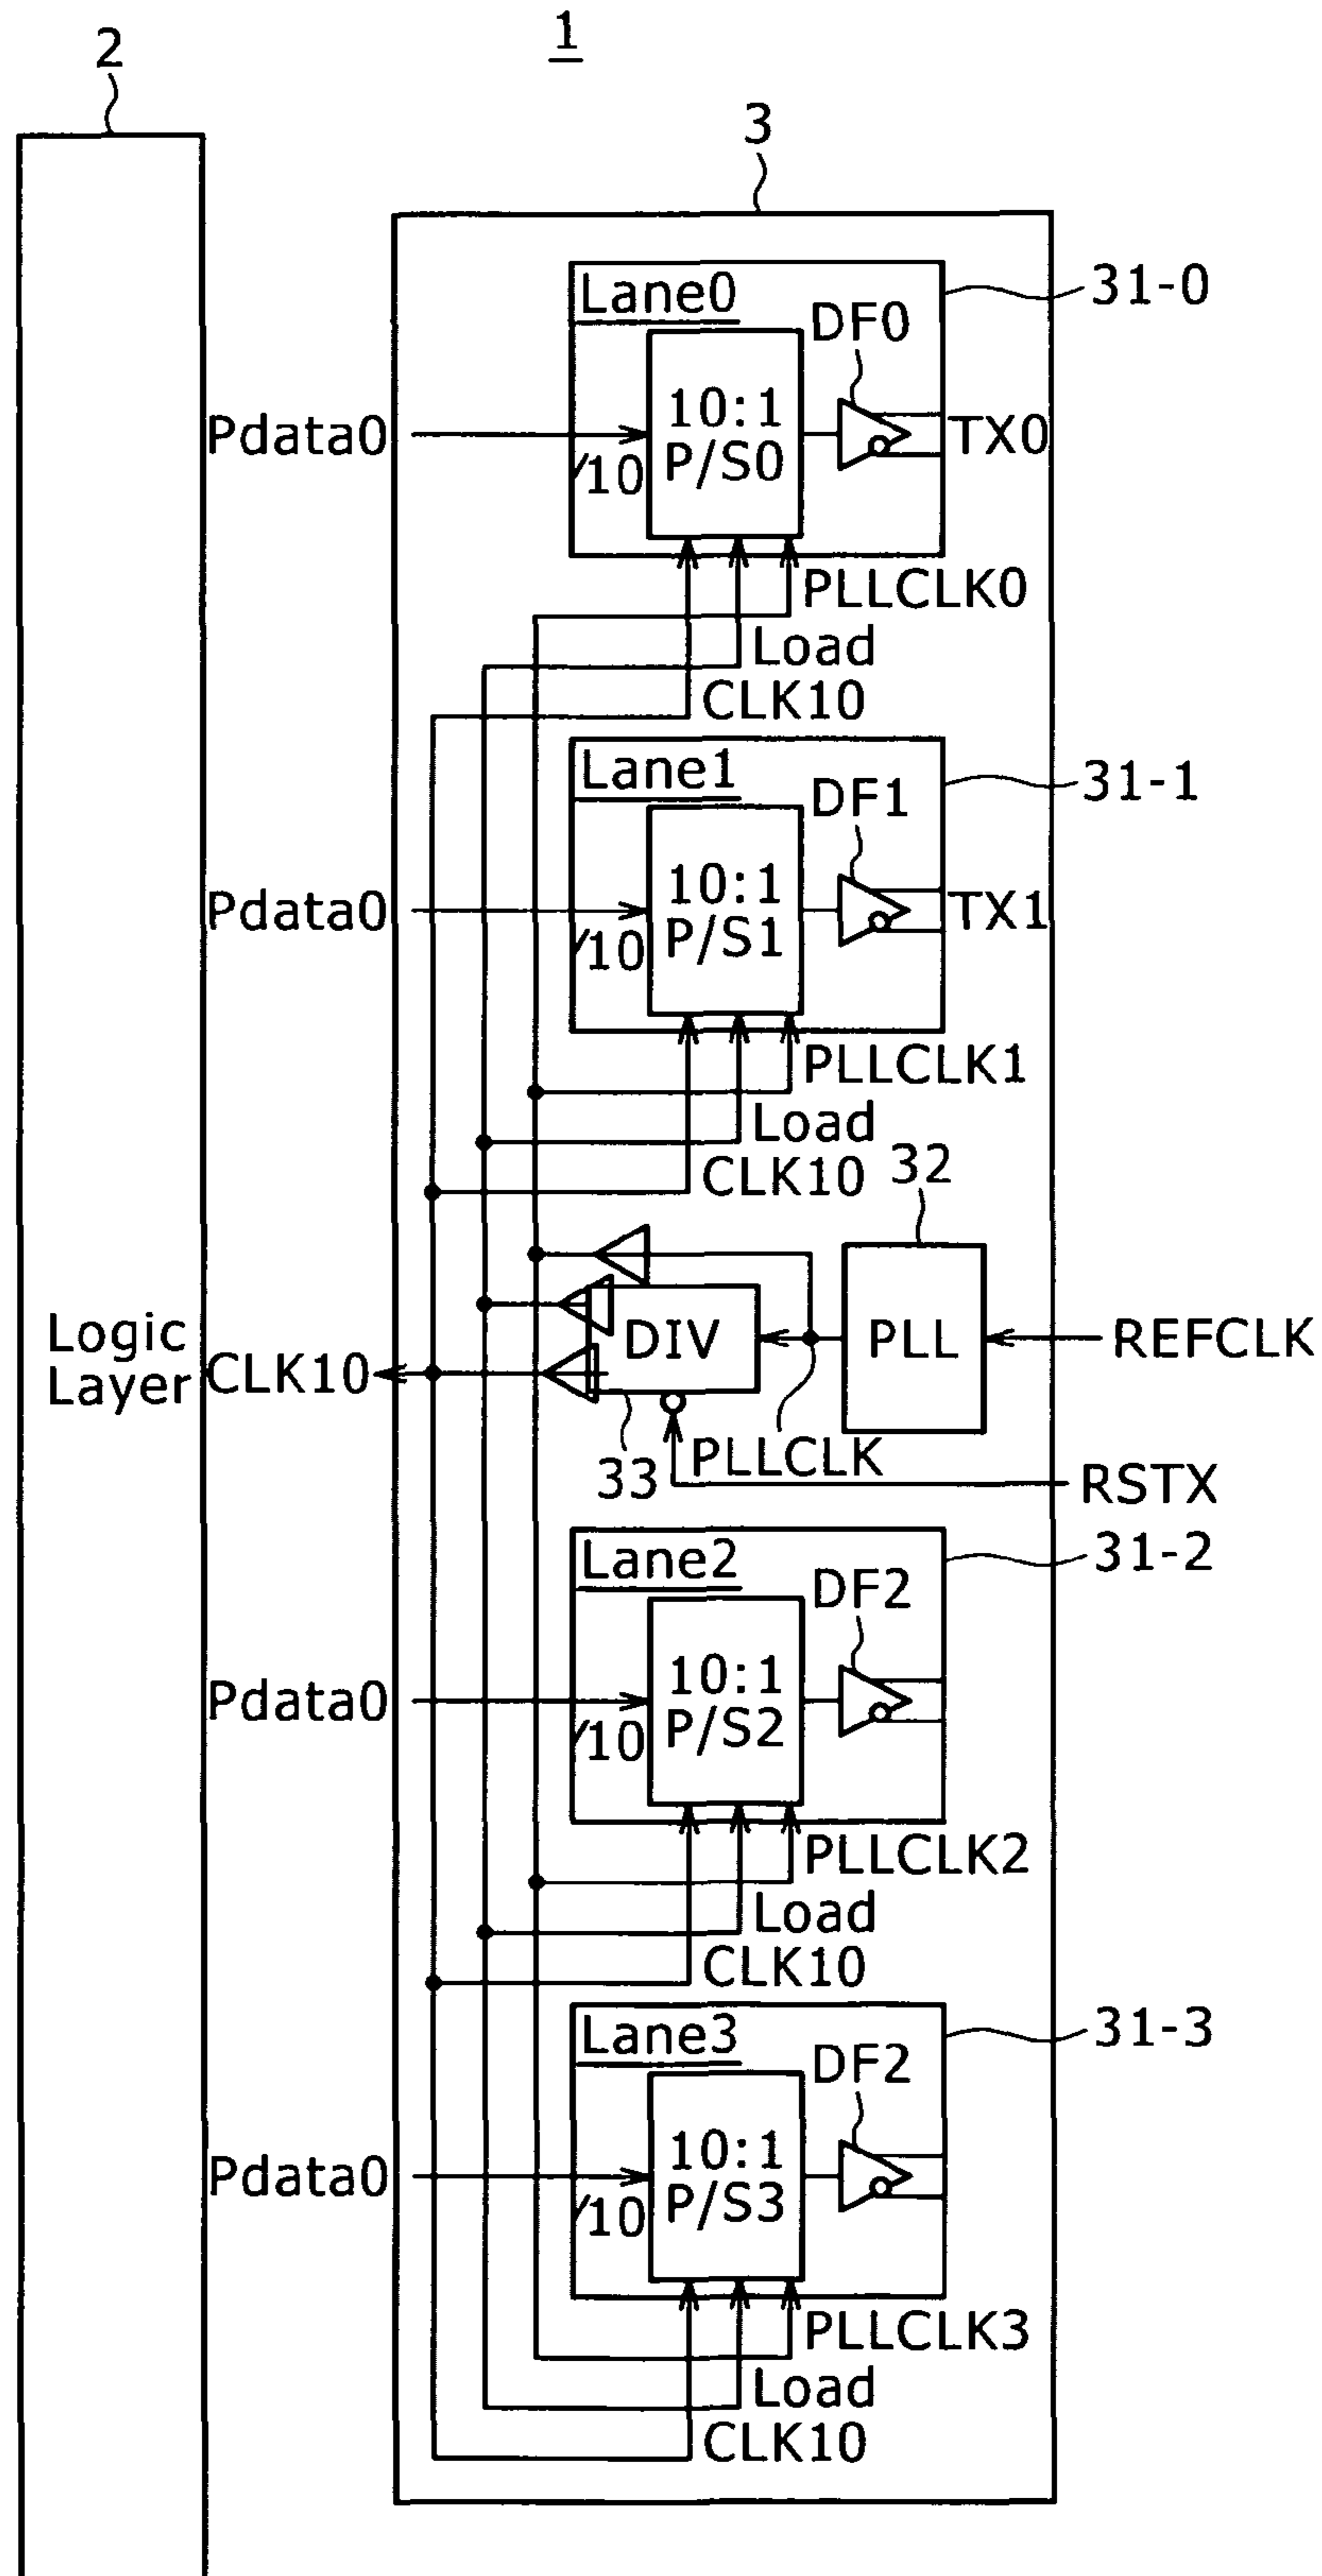 1
2
3
Lane0
31-0
DF0
Pdata0
10
10:1
P/S0
TX0
PLLCLK0
Load
CLK10
Lane1
31-1
DF1
Pdata0
10
10:1
P/S1
TX1
PLLCLK1
Load
CLK10
32
Logic
Layer
CLK10
DIV
PLL
REFCLK
33
PLLCLK
RSTX
Lane2
31-2
DF2
Pdata0
10
10:1
P/S2
PLLCLK2
Load
CLK10
Lane3
31-3
DF2
Pdata0
10
10:1
P/S3
PLLCLK3
Load
CLK10